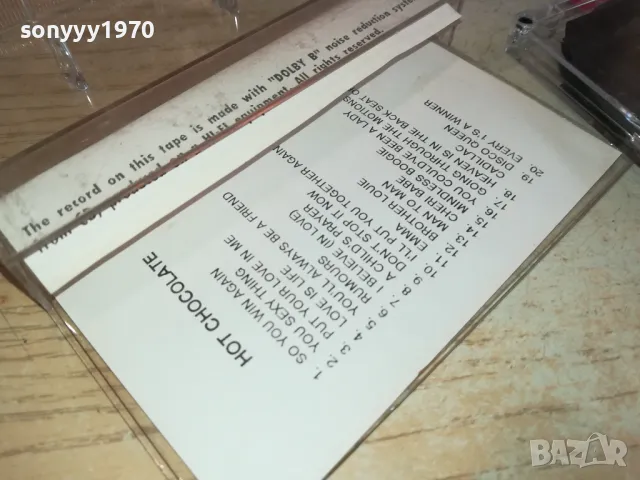 sonyyy1970
The record on this tape is made with "DOLBY B" noise reduction system
equipment. All rights reserved.
HOT CHOCOLATE
1. SO YOU WIN AGAIN
2. YOU SEXY THING
3. PUT YOUR LOVE IN ME
4. LOVE IS LIFE
5. YOU'LL ALWAYS BE A FRIEND
6. RUMOURS
7. I BELIEVE (IN LOVE)
8. A CHILD'S PRAYER
9. DON'T STOP IT NOW
10. I'LL PUT YOU TOGETHER AGAIN
11. EMMA
12. BROTHER LOUIE
13. MAN TO MAN
14. CHERI BABE
15. MINDLESS BOOGIE
16. YOU COULD'VE BEEN A LADY
17. GOING THROUGH THE MOTIONS
18. HEAVEN IS IN THE BACK SEAT
CADILLAC
19. DISCO QUEEN
20. EVERY 1'S A WINNER
BAZAR
bg